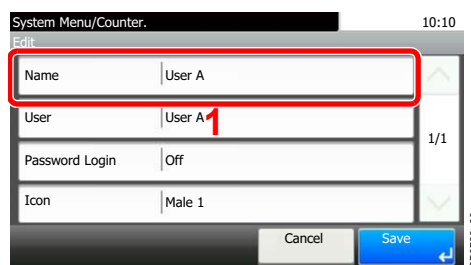 System Menu/Counter. 10:10
Edit
Name User A
User User A
1
1/1
Password Login Off
Icon Male 1
Cancel Save